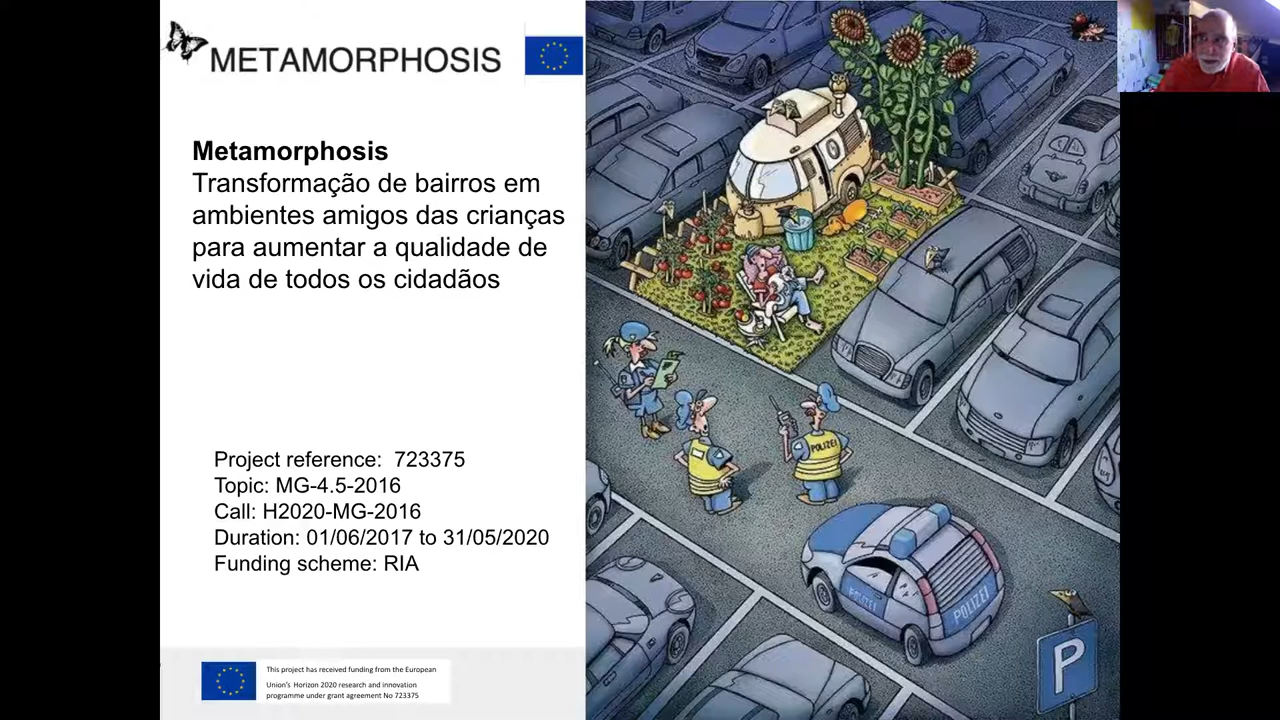 METAMORPHOSIS
Metamorphosis
Transformação de bairros em
ambientes amigos das crianças
para aumentar a qualidade de
vida de todos os cidadãos
Project reference: 723375
Topic: MG-4.5-2016
Call: H2020-MG-2016
Duration: 01/06/2017 to 31/05/2020
Funding scheme: RIA
This project has received funding from the European
Union's Horizon 2020 research and innovation
programme under grant agreement No 723375
POLIZEI
POLIZEI
POLIZEI
P